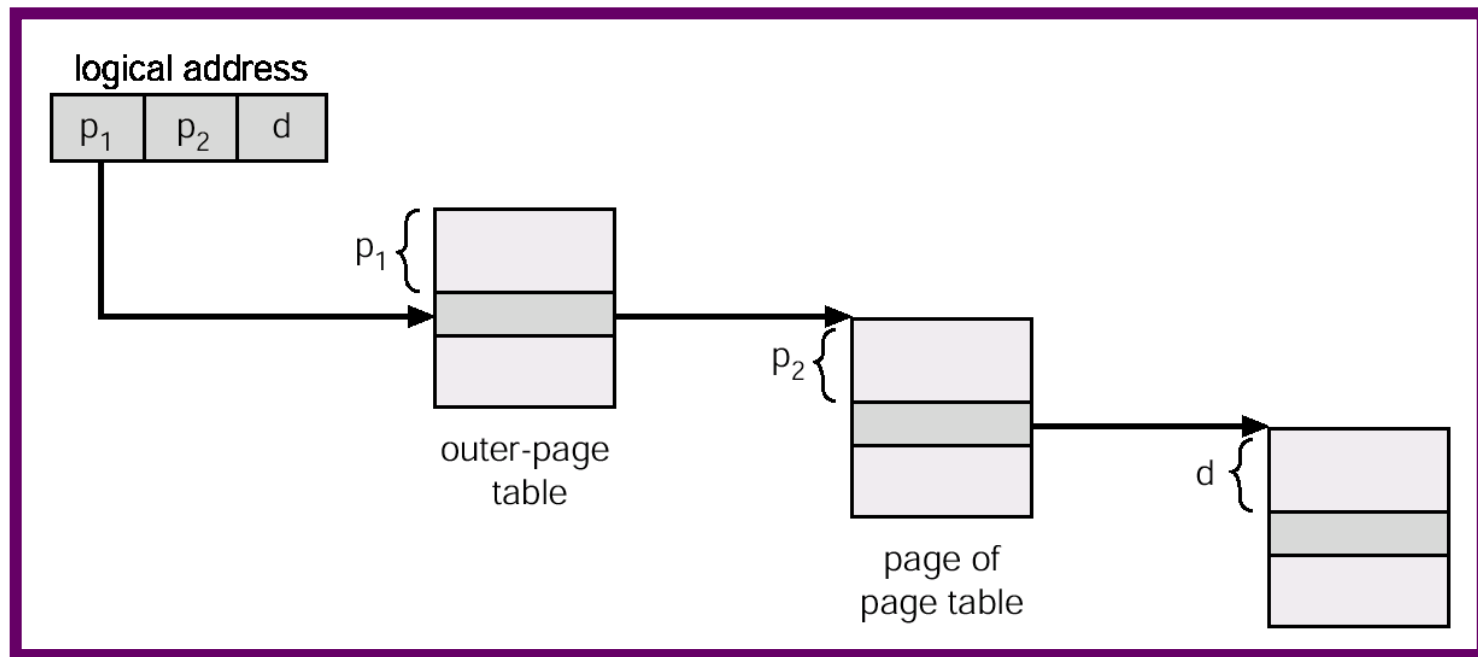 logical address
p₁ p₂ d
p₁
outer-page
table
p₂
page of
page table
d